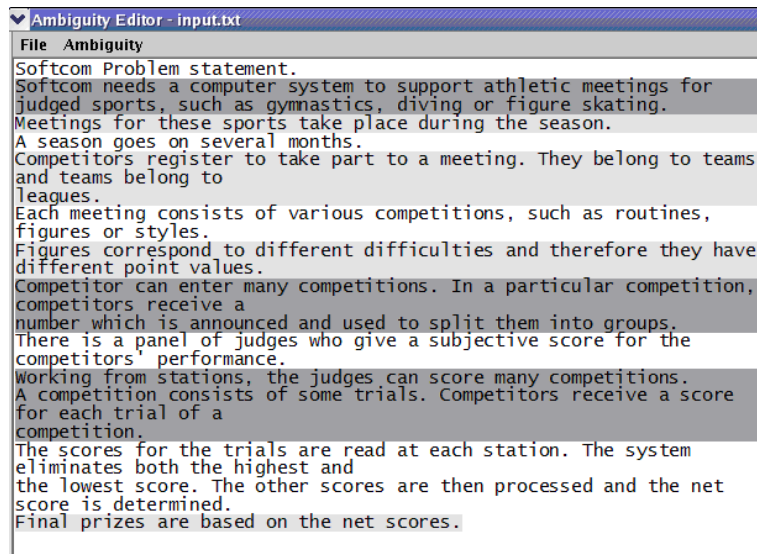 Ambiguity Editor - input.txt
File Ambiguity
Softcom Problem statement.
Softcom needs a computer system to support athletic meetings for
judged sports, such as gymnastics, diving or figure skating.
Meetings for these sports take place during the season.
A season goes on several months.
Competitors register to take part to a meeting. They belong to teams
and teams belong to
leagues.
Each meeting consists of various competitions, such as routines,
figures or styles.
Figures correspond to different difficulties and therefore they have
different point values.
Competitor can enter many competitions. In a particular competition,
competitors receive a
number which is announced and used to split them into groups.
There is a panel of judges who give a subjective score for the
competitors' performance.
Working from stations, the judges can score many competitions.
A competition consists of some trials. Competitors receive a score
for each trial of a
competition.
The scores for the trials are read at each station. The system
eliminates both the highest and
the lowest score. The other scores are then processed and the net
score is determined.
Final prizes are based on the net scores.